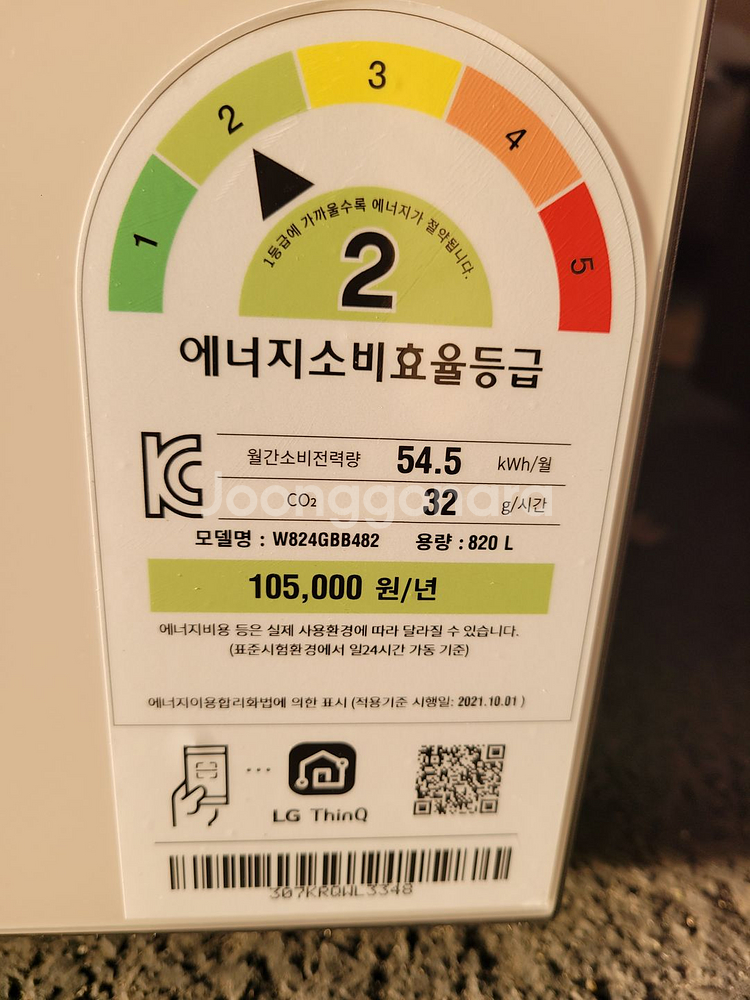 1
2
3
4
5
1등급에 가까울수록 에너지가 절약됩니다.
2
에너지소비효율등급
월간소비전력량 54.5 kWh/월
CO₂ 32 g/시간
Joonggonara
모델명 : W824GBB482 용량 : 820 L
105,000 원/년
에너지비용 등은 실제 사용환경에 따라 달라질 수 있습니다.
(표준시험환경에서 일24시간 가동 기준)
에너지이용합리화법에 의한 표시 (적용기준 시행일: 2021.10.01 )
LG ThinQ
307KRQWL3348